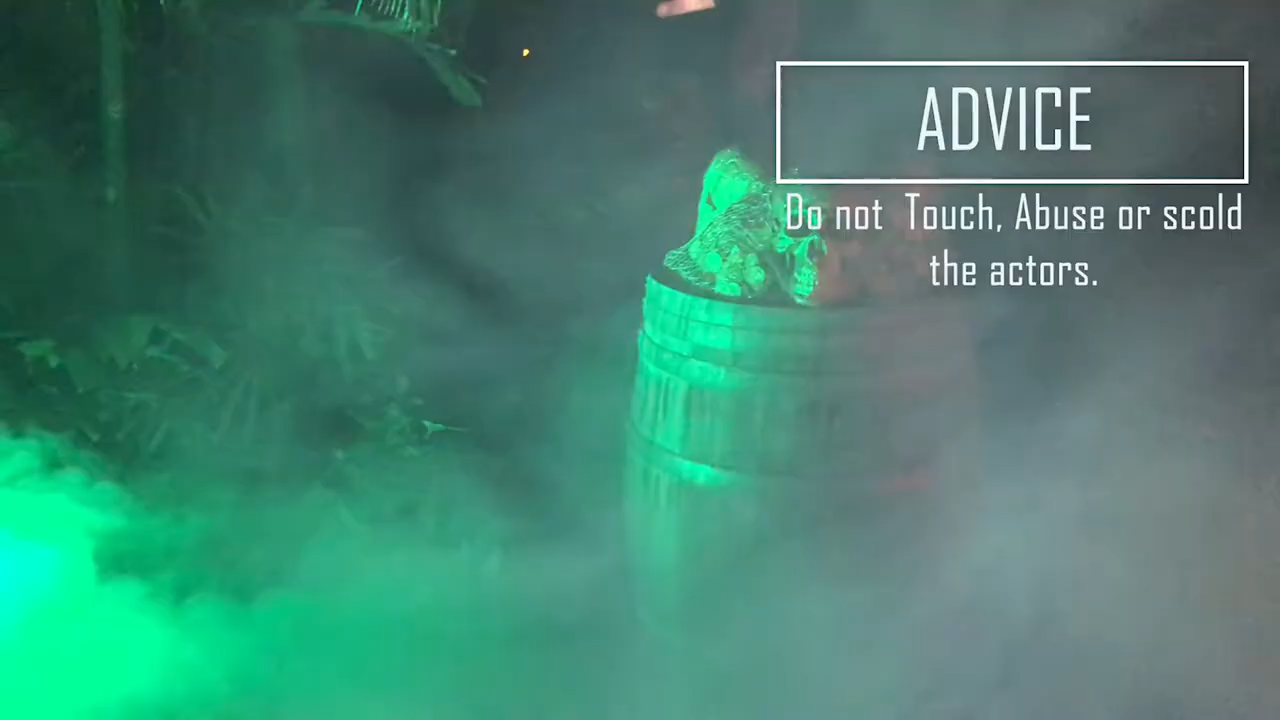 ADVICE
Do not Touch, Abuse or scold
the actors.